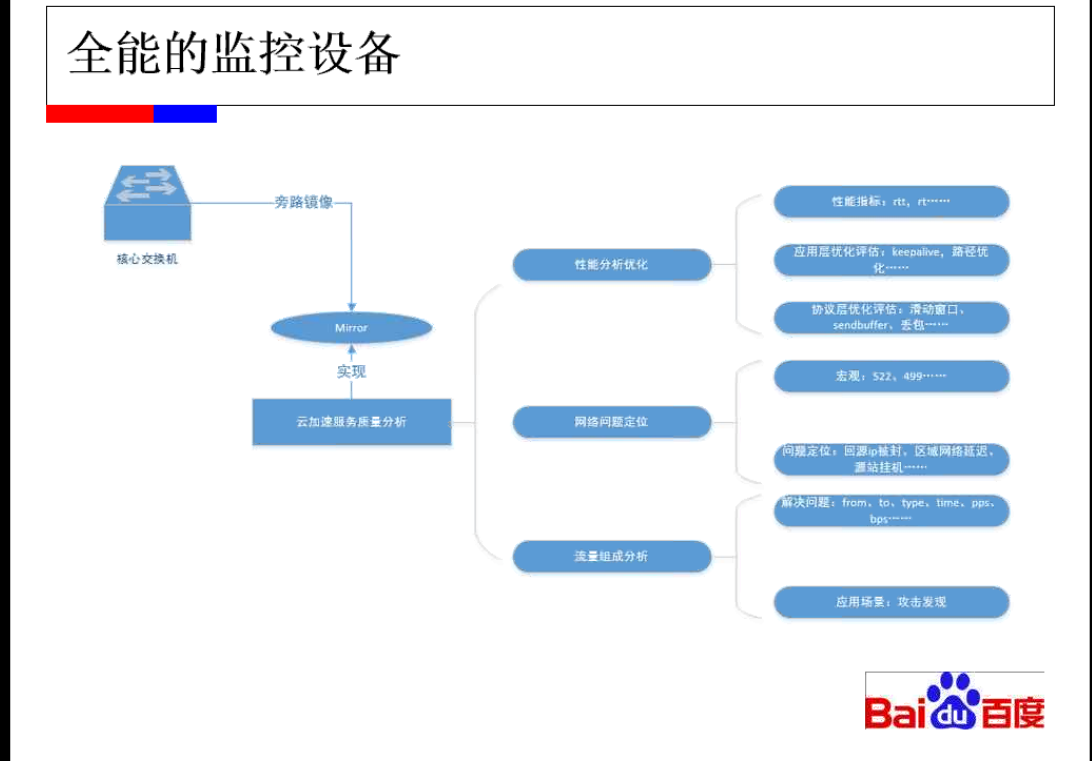 全能的监控设备
旁路镜像
核心交换机
Mirror
实现
云加速服务质量分析
性能分析优化
性能指标：rtt，rt……
应用层优化评估：keepalive，路径优
化……
协议层优化评估：滑动窗口、
sendbuffer、丢包……
网络问题定位
宏观：522、499……
问题定位：回源ip被封、区域网络延迟、
源站挂机……
流量组成分析
解决问题：from、to、type、time、pps、
bps……
应用场景：攻击发现
Bai du 百度